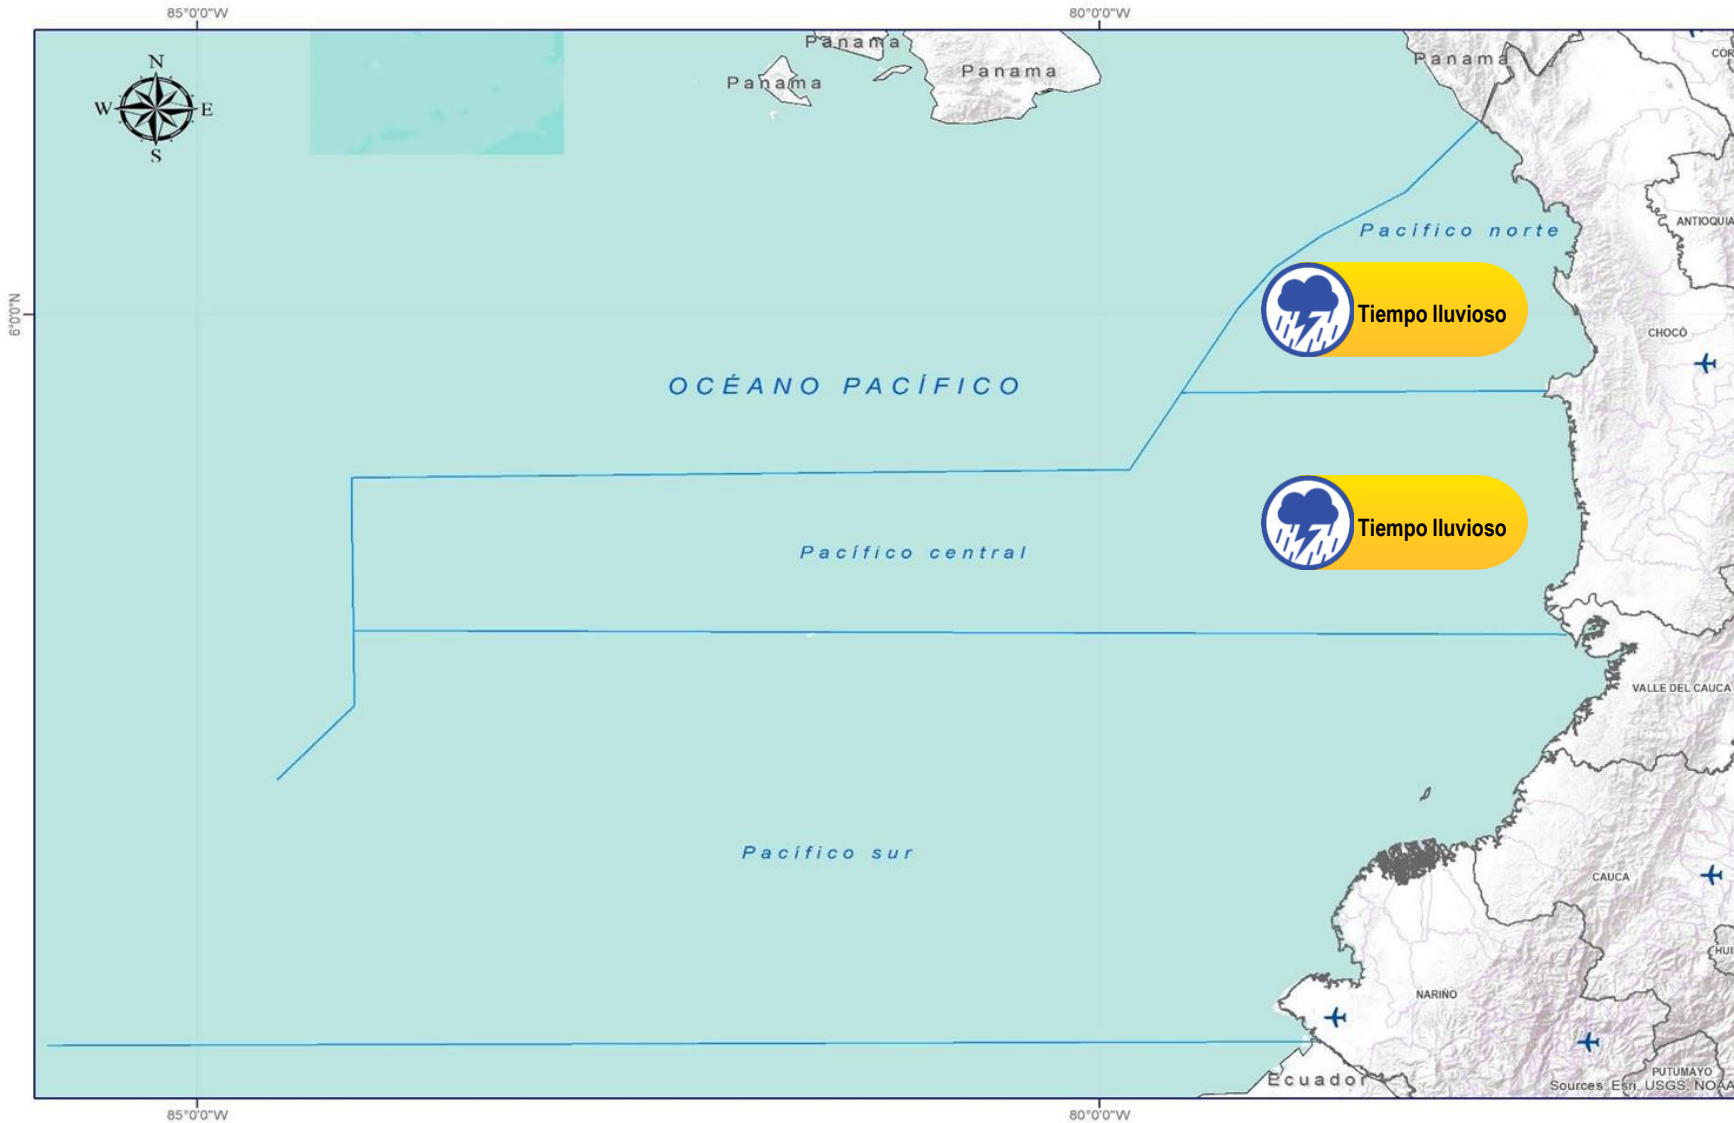 85°0'0"W
80°0'0"W
Panama
Panama
Panama
Panama
N
W
E
S
ANTIOQUIA
Pacífico norte
6°0'0"N
Tiempo lluvioso
CHOCÓ
OCÉANO PACÍFICO
Tiempo lluvioso
Pacífico central
VALLE DEL CAUCA
Pacífico sur
CAUCA
NARIÑO
PUTUMAYO
Ecuador
Sources: Esri, USGS, NOAA
85°0'0"W
80°0'0"W